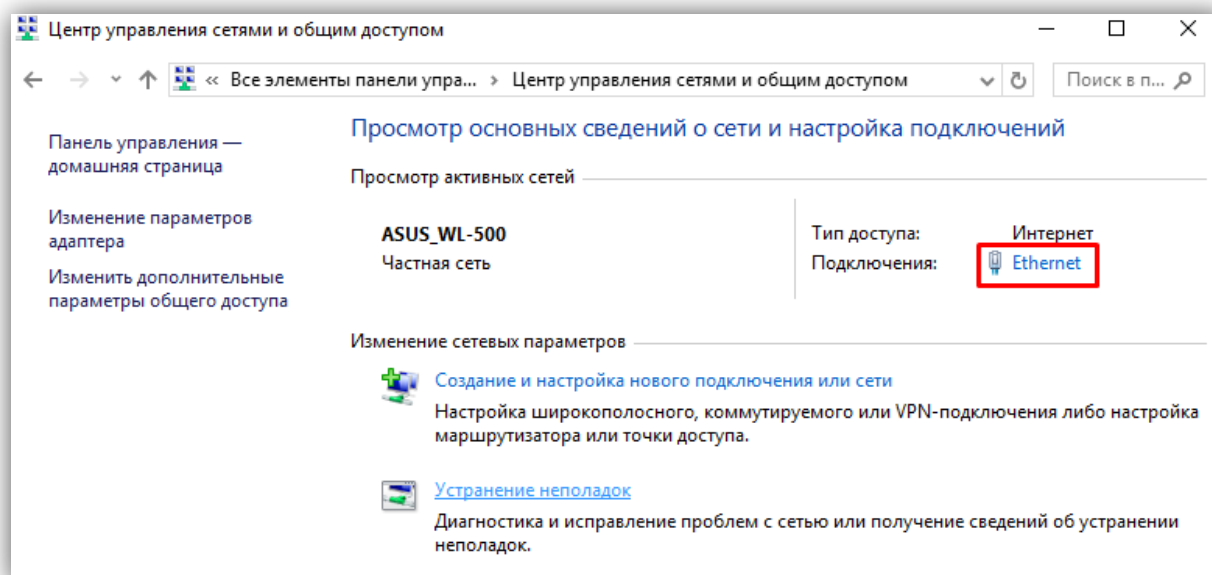 Центр управления сетями и общим доступом
« Все элементы панели упра... › Центр управления сетями и общим доступом
Поиск в п...
Панель управления —
домашняя страница
Изменение параметров
адаптера
Изменить дополнительные
параметры общего доступа
Просмотр основных сведений о сети и настройка подключений
Просмотр активных сетей
ASUS_WL-500
Частная сеть
Тип доступа: Интернет
Подключения: Ethernet
Изменение сетевых параметров
Создание и настройка нового подключения или сети
Настройка широкополосного, коммутируемого или VPN-подключения либо настройка
маршрутизатора или точки доступа.
Устранение неполадок
Диагностика и исправление проблем с сетью или получение сведений об устранении
неполадок.